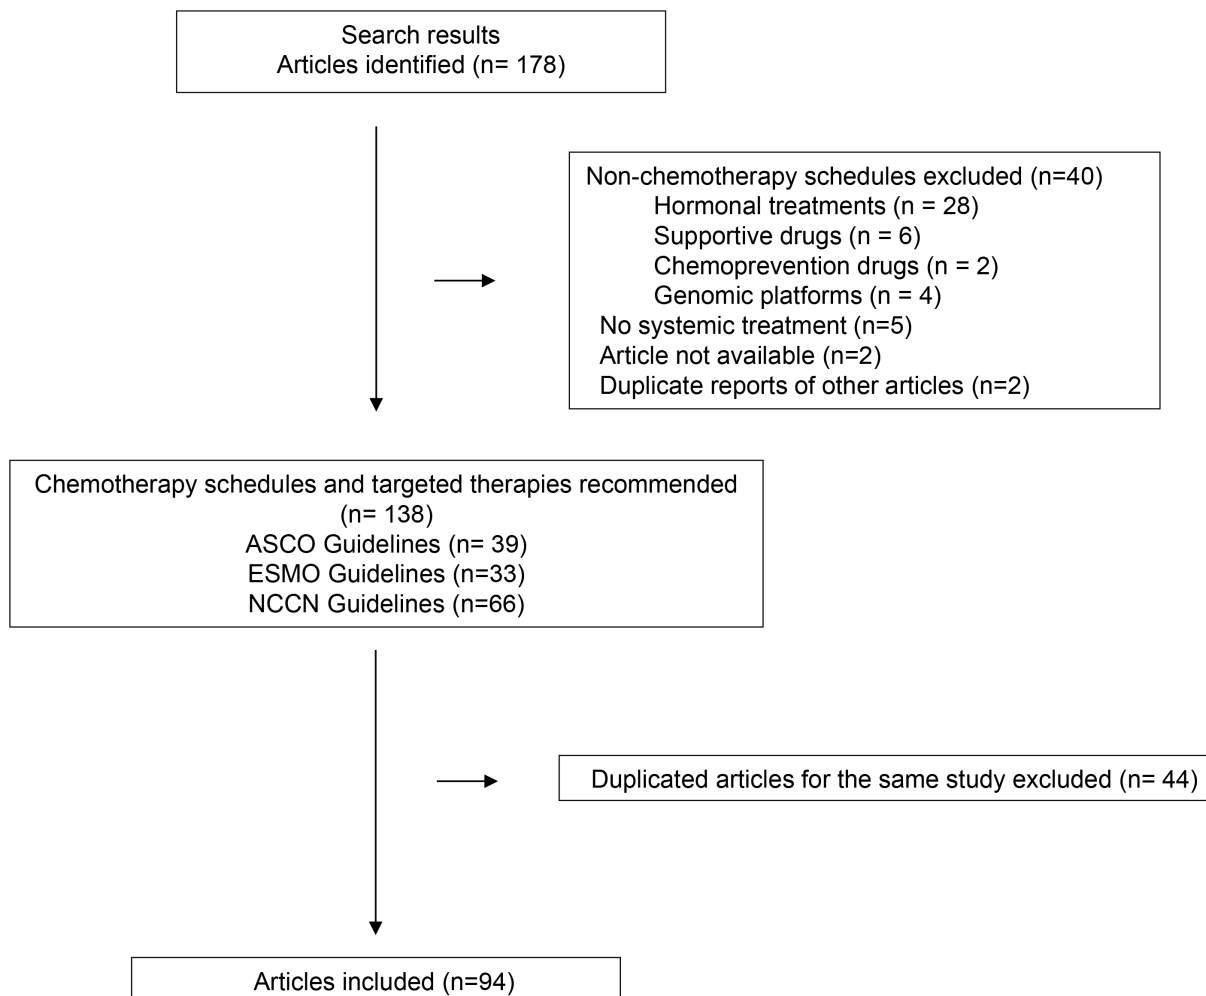 Search results
Articles identified (n= 178)
Non-chemotherapy schedules excluded (n=40)
Hormonal treatments (n = 28)
Supportive drugs (n = 6)
Chemoprevention drugs (n = 2)
Genomic platforms (n = 4)
No systemic treatment (n=5)
Article not available (n=2)
Duplicate reports of other articles (n=2)
Chemotherapy schedules and targeted therapies recommended
(n= 138)
ASCO Guidelines (n= 39)
ESMO Guidelines (n=33)
NCCN Guidelines (n=66)
Duplicated articles for the same study excluded (n= 44)
Articles included (n=94)